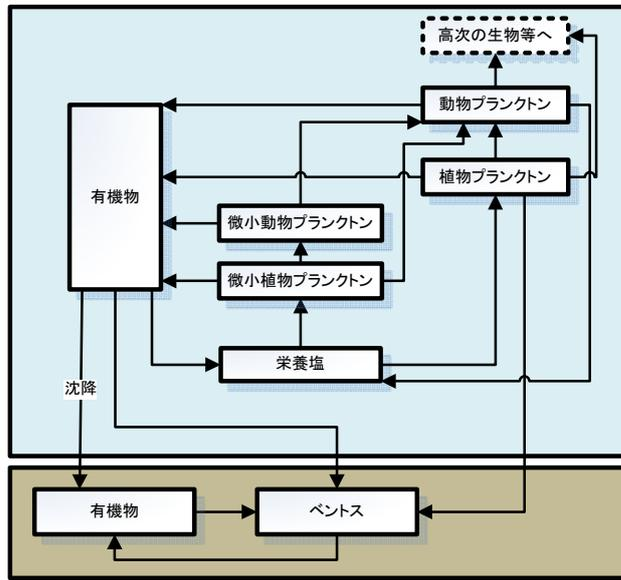 高次の生物等へ
動物プランクトン
植物プランクトン
有機物
微小動物プランクトン
微小植物プランクトン
栄養塩
沈降
有機物
ベントス